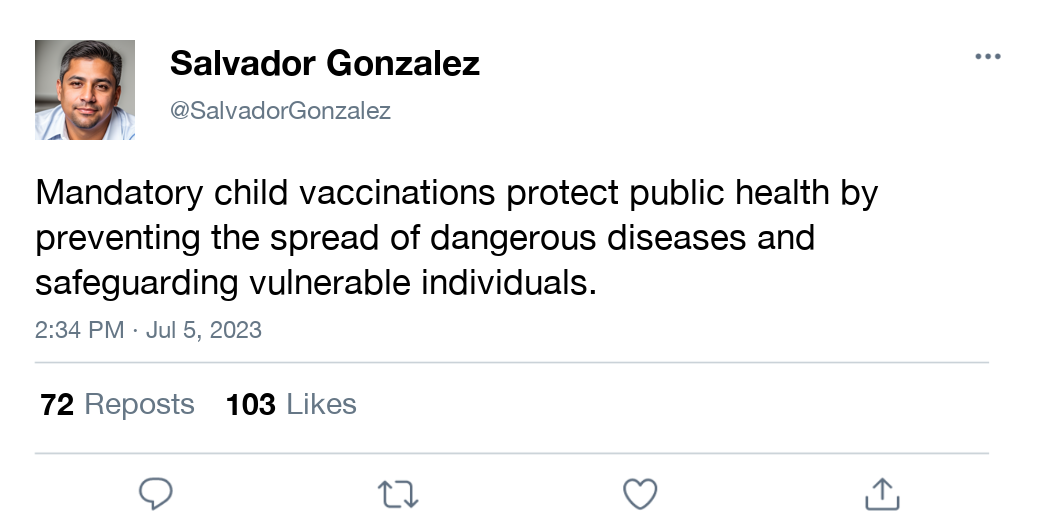 Salvador Gonzalez
@SalvadorGonzalez
Mandatory child vaccinations protect public health by
preventing the spread of dangerous diseases and
safeguarding vulnerable individuals.
2:34 PM · Jul 5, 2023
72 Reposts 103 Likes